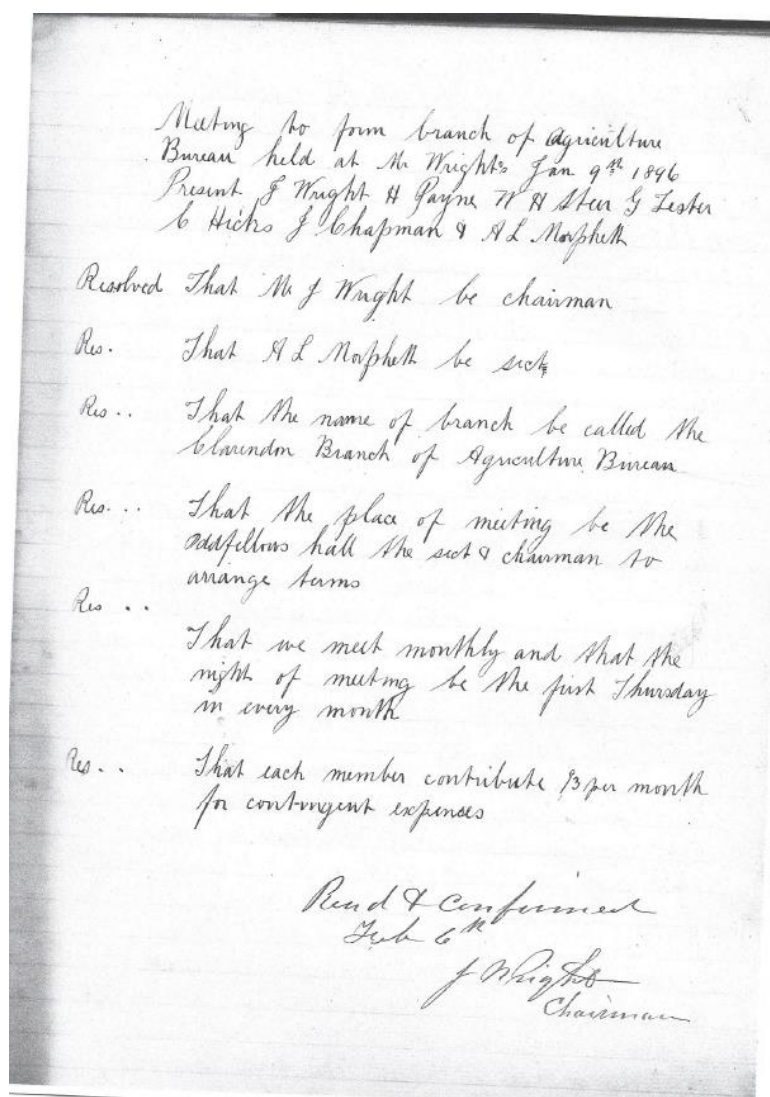 Meeting to form branch of Agriculture
Bureau held at Mr Wright's Jan 9th 1896
Present J Wright H Payne W H Steer G Lester
C Hicks J Chapman & A L Morphett
Resolved That Mr J Wright be chairman
Res. That A L Morphett be sect
Res .. That the name of branch be called the
Clarendon Branch of Agriculture Bureau
Res. .. That the place of meeting be the
Oddfellows hall the sect & chairman to
arrange terms
Res ..
That we meet monthly and that the
night of meeting be the first Thursday
in every month
Res. . That each member contribute /3 per month
for contingent expenses
Read & Confirmed
Feb 6th
J Wright
Chairman